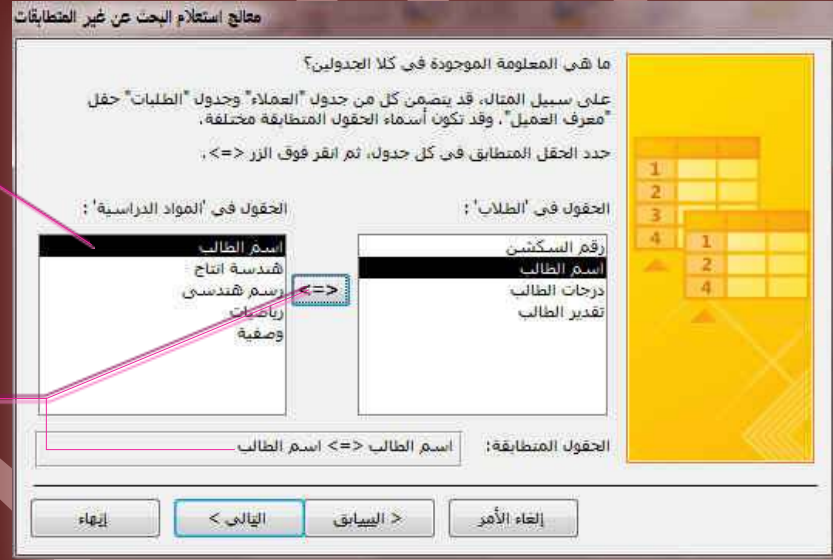 معالج استعلام البحث عن غير المتطابقات
ما هي المعلومة الموجودة في كلا الجدولين؟
على سبيل المثال، قد يتضمن كل من جدول "العملاء" وجدول "الطلبات" حقل
"معرف العميل"، وقد تكون أسماء الحقول المتطابقة مختلفة.
حدد الحقل المتطابق في كل جدول، ثم انقر فوق الزر <=>.
الحقول في 'الطلاب' :
رقم السكشن
اسم الطالب
درجات الطالب
تقدير الطالب
<=>
الحقول في 'المواد الدراسية' :
اسم الطالب
هندسة انتاج
رسم هندسى
رياضيات
وصفية
الحقول المتطابقة: اسم الطالب <=> اسم الطالب
إلغاء الأمر
< السابق
التالي >
إنهاء
1
2
3
4
1
2
4